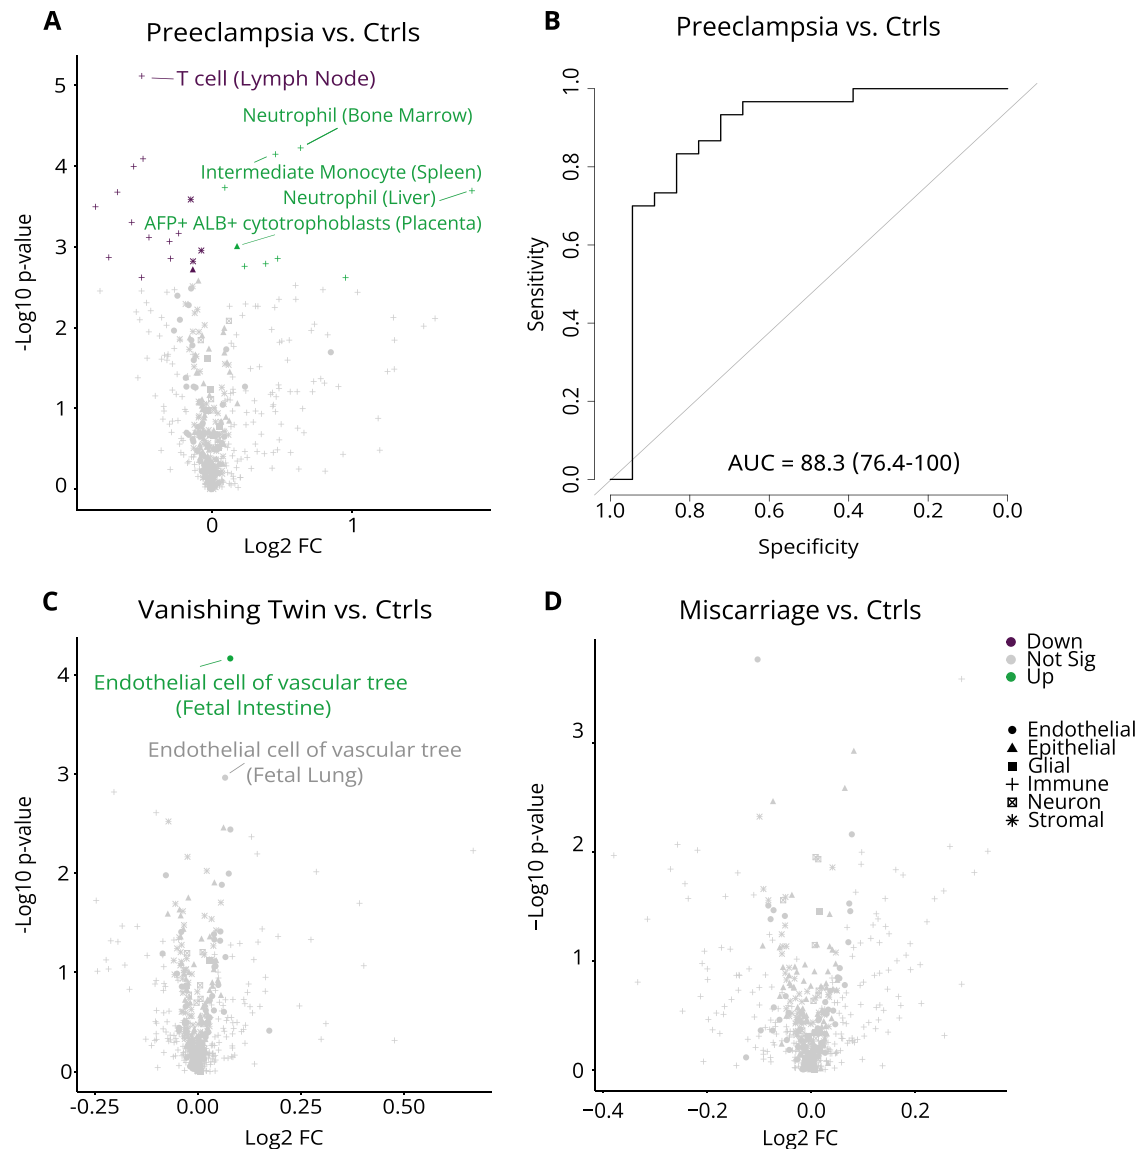 A
Preeclampsia vs. Ctrls
-Log10 p-value
5
4
3
2
1
0
T cell (Lymph Node)
Neutrophil (Bone Marrow)
Intermediate Monocyte (Spleen)
Neutrophil (Liver)
AFP+ ALB+ cytotrophoblasts (Placenta)
0
1
Log2 FC
B
Preeclampsia vs. Ctrls
Sensitivity
1.0
0.8
0.6
0.4
0.2
0.0
AUC = 88.3 (76.4-100)
1.0
0.8
0.6
0.4
0.2
0.0
Specificity
C
Vanishing Twin vs. Ctrls
-Log10 p-value
4
3
2
1
0
Endothelial cell of vascular tree
(Fetal Intestine)
Endothelial cell of vascular tree
(Fetal Lung)
-0.25
0.00
0.25
0.50
Log2 FC
D
Miscarriage vs. Ctrls
−Log10 p-value
3
2
1
0
−0.4
−0.2
0.0
0.2
Log2 FC
Down
Not Sig
Up
Endothelial
Epithelial
Glial
Immune
Neuron
Stromal